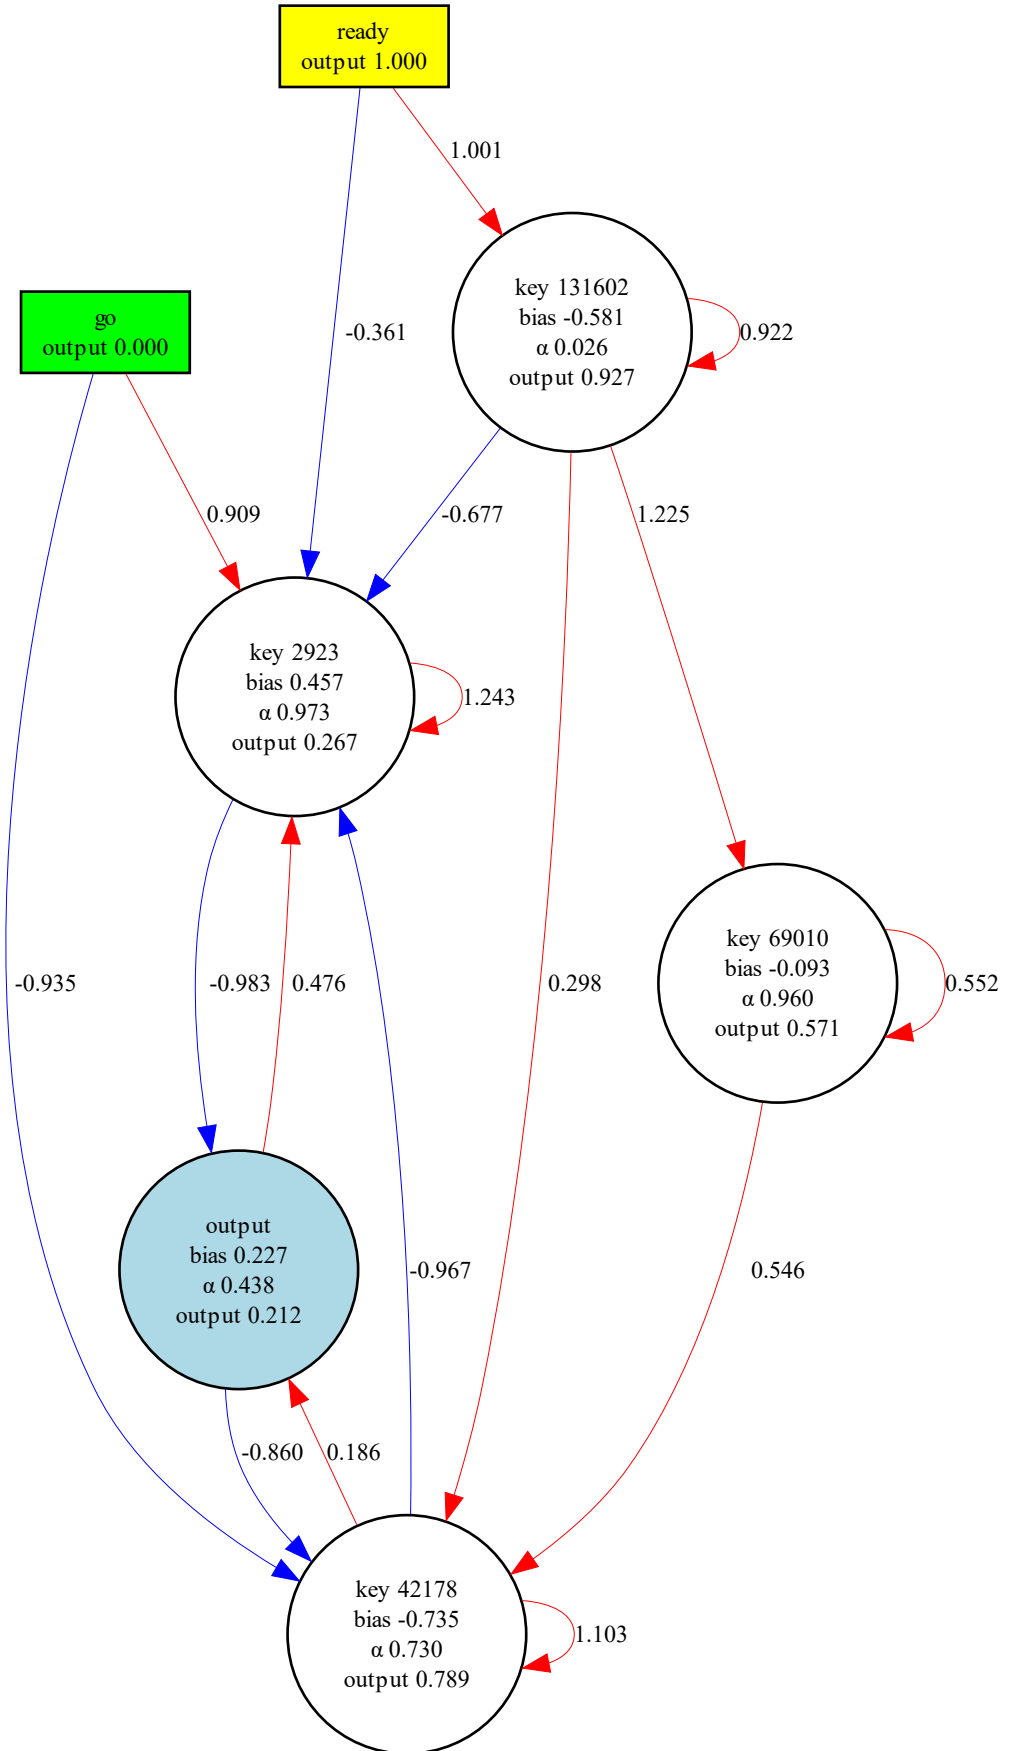 ready
output 1.000
1.001
key 131602
bias -0.581
α 0.026
output 0.927
0.922
go
output 0.000
-0.361
0.909
-0.677
1.225
key 2923
bias 0.457
α 0.973
output 0.267
1.243
key 69010
bias -0.093
α 0.960
output 0.571
0.552
-0.935
-0.983
0.476
0.298
output
bias 0.227
α 0.438
output 0.212
-0.967
0.546
-0.860
0.186
key 42178
bias -0.735
α 0.730
output 0.789
1.103